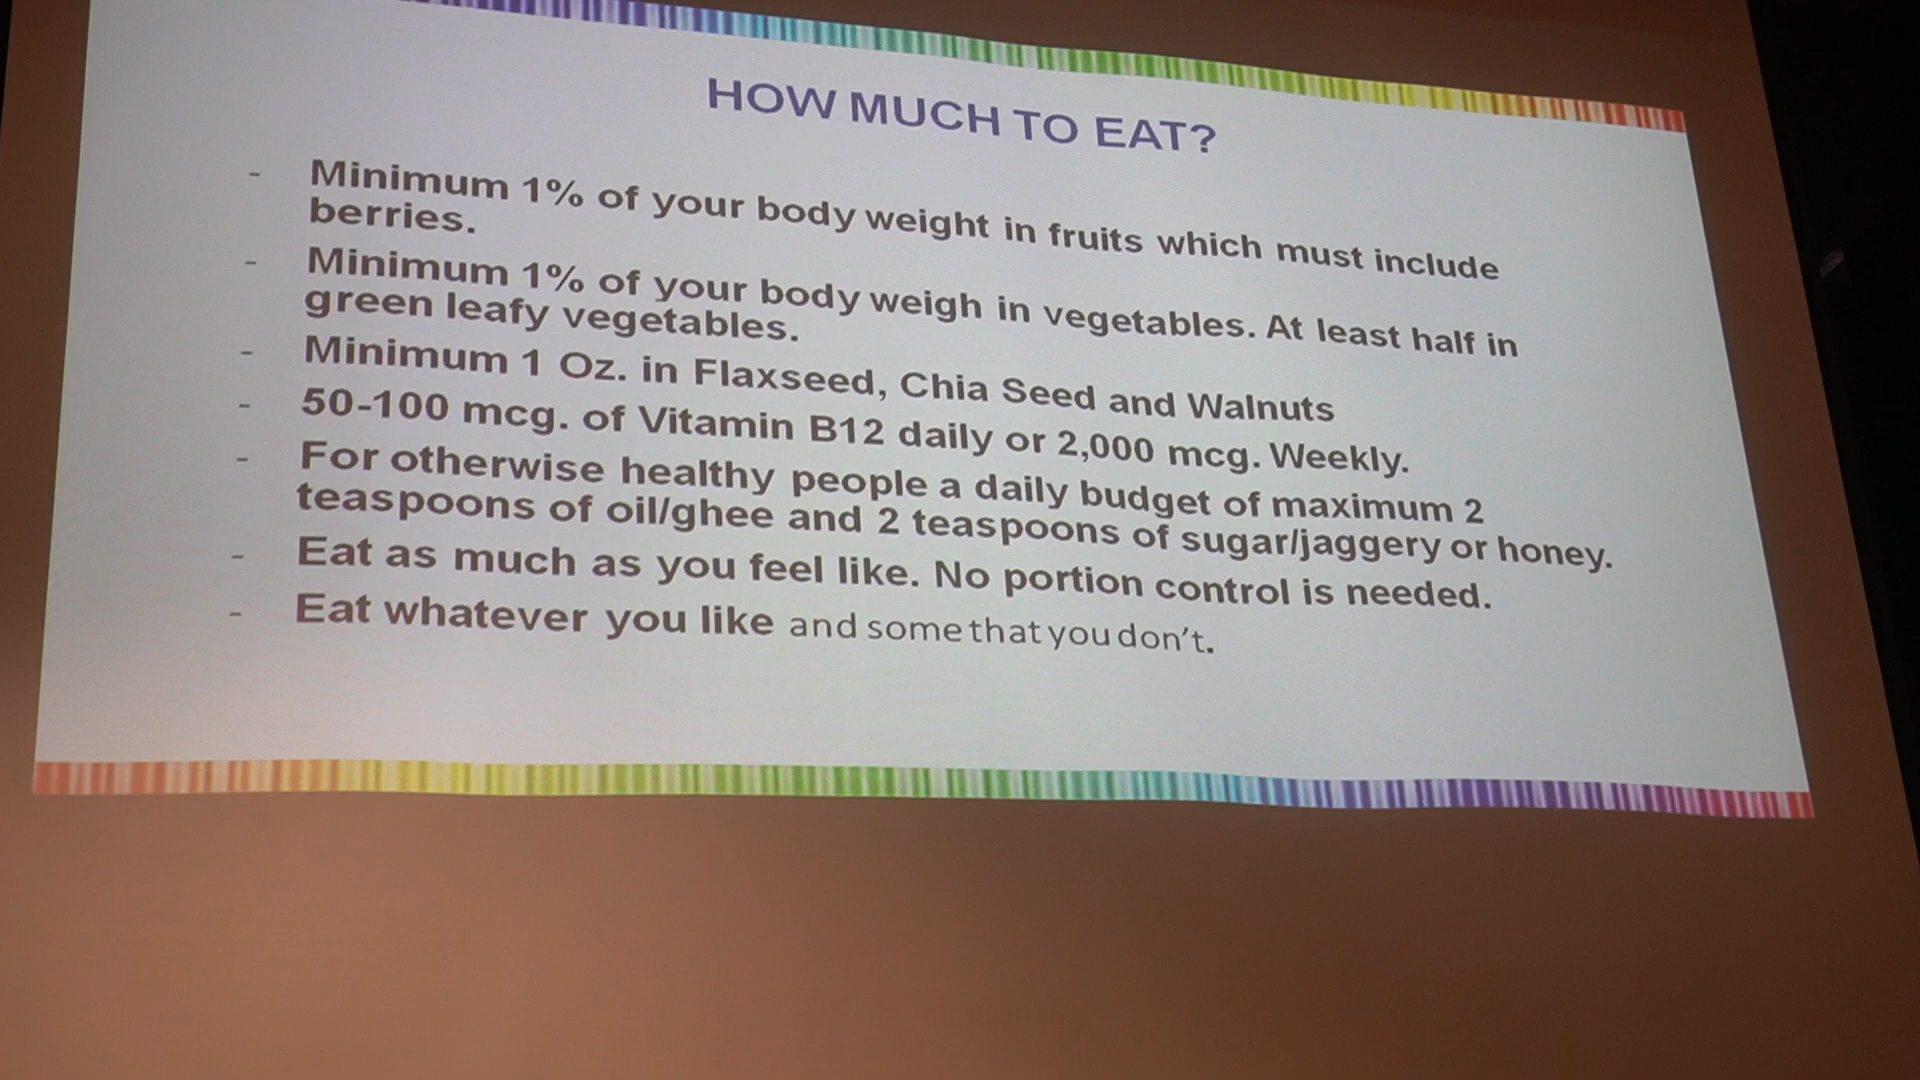 HOW MUCH TO EAT?
- Minimum 1% of your body weight in fruits which must include
berries.
- Minimum 1% of your body weigh in vegetables. At least half in
green leafy vegetables.
- Minimum 1 Oz. in Flaxseed, Chia Seed and Walnuts
- 50-100 mcg. of Vitamin B12 daily or 2,000 mcg. Weekly.
- For otherwise healthy people a daily budget of maximum 2
teaspoons of oil/ghee and 2 teaspoons of sugar/jaggery or honey.
- Eat as much as you feel like. No portion control is needed.
- Eat whatever you like and some that you don't.